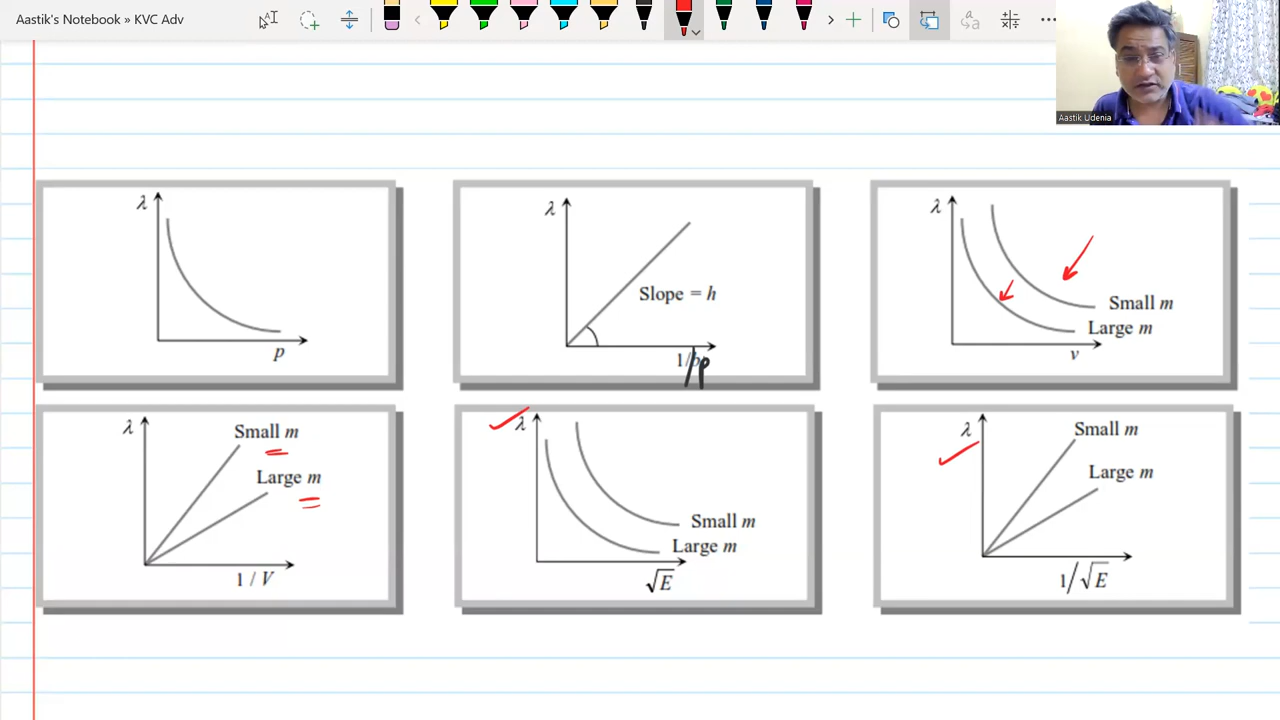 Aastik's Notebook » KVC Adv
Aastik Udenia
λ
p
λ
Slope = h
1/p
λ
Small m
Large m
v
λ
Small m
Large m
1 / V
λ
Small m
Large m
√E
λ
Small m
Large m
1/√E